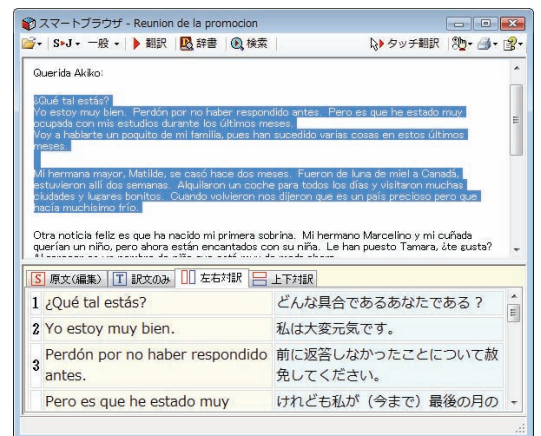 スマートブラウザ - Reunion de la promocion
S▸J 一般 翻訳 辞書 検索 タッチ翻訳
Querida Akiko:
¿Qué tal estás?
Yo estoy muy bien. Perdón por no haber respondido antes. Pero es que he estado muy
ocupada con mis estudios durante los últimos meses.
Voy a hablarte un poquito de mi familia, pues han sucedido varias cosas en estos últimos
meses.
Mi hermana mayor, Matilde, se casó hace dos meses. Fueron de luna de miel a Canadá,
estuvieron allí dos semanas. Alquilaron un coche para todos los días y visitaron muchas
ciudades y lugares bonitos. Cuando volvieron nos dijeron que es un país precioso pero que
hacía muchísimo frío.
Otra noticia feliz es que ha nacido mi primera sobrina. Mi hermano Marcelino y mi cuñada
querían un niño, pero ahora están encantados con su niña. Le han puesto Tamara, ¿te gusta?
S 原文(編集) T 訳文のみ 左右対訳 上下対訳
1 ¿Qué tal estás? どんな具合であるあなたである?
2 Yo estoy muy bien. 私は大変元気です。
3 Perdón por no haber respondido 前に返答しなかったことについて赦
antes. 免してください。
Pero es que he estado muy けれども私が (今まで) 最後の月の